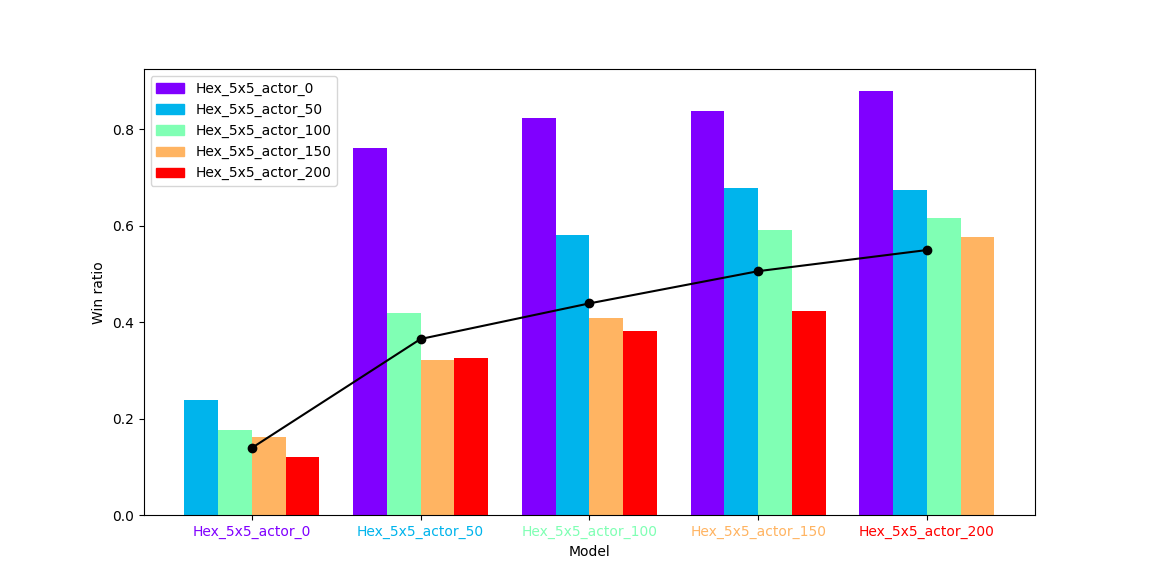 Hex_5x5_actor_0
Hex_5x5_actor_50
Hex_5x5_actor_100
Hex_5x5_actor_150
Hex_5x5_actor_200
0.8
0.6
0.4
0.2
0.0
Win ratio
Hex_5x5_actor_0 Hex_5x5_actor_50 Hex_5x5_actor_100 Hex_5x5_actor_150 Hex_5x5_actor_200
Model